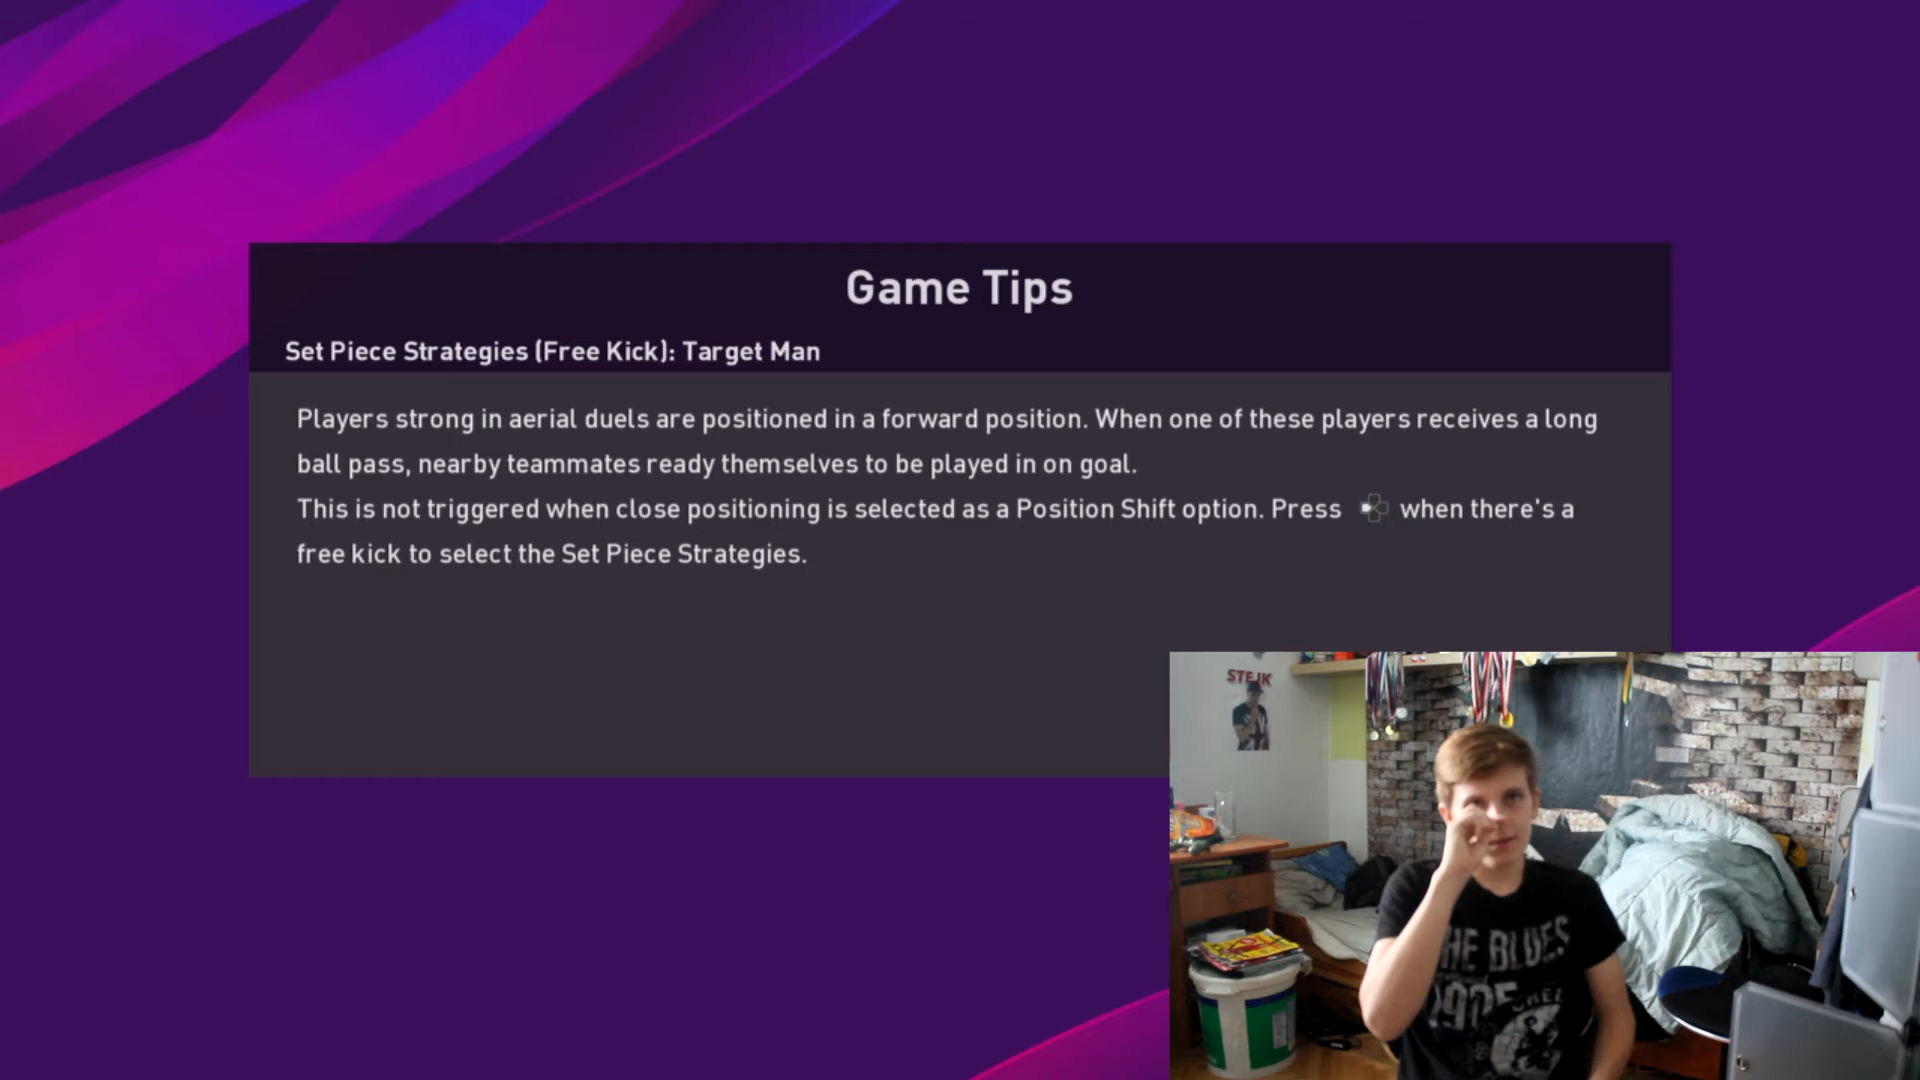 Game Tips
Set Piece Strategies (Free Kick): Target Man
Players strong in aerial duels are positioned in a forward position. When one of these players receives a long
ball pass, nearby teammates ready themselves to be played in on goal.
This is not triggered when close positioning is selected as a Position Shift option. Press when there's a
free kick to select the Set Piece Strategies.
STEJK
HE BLUES